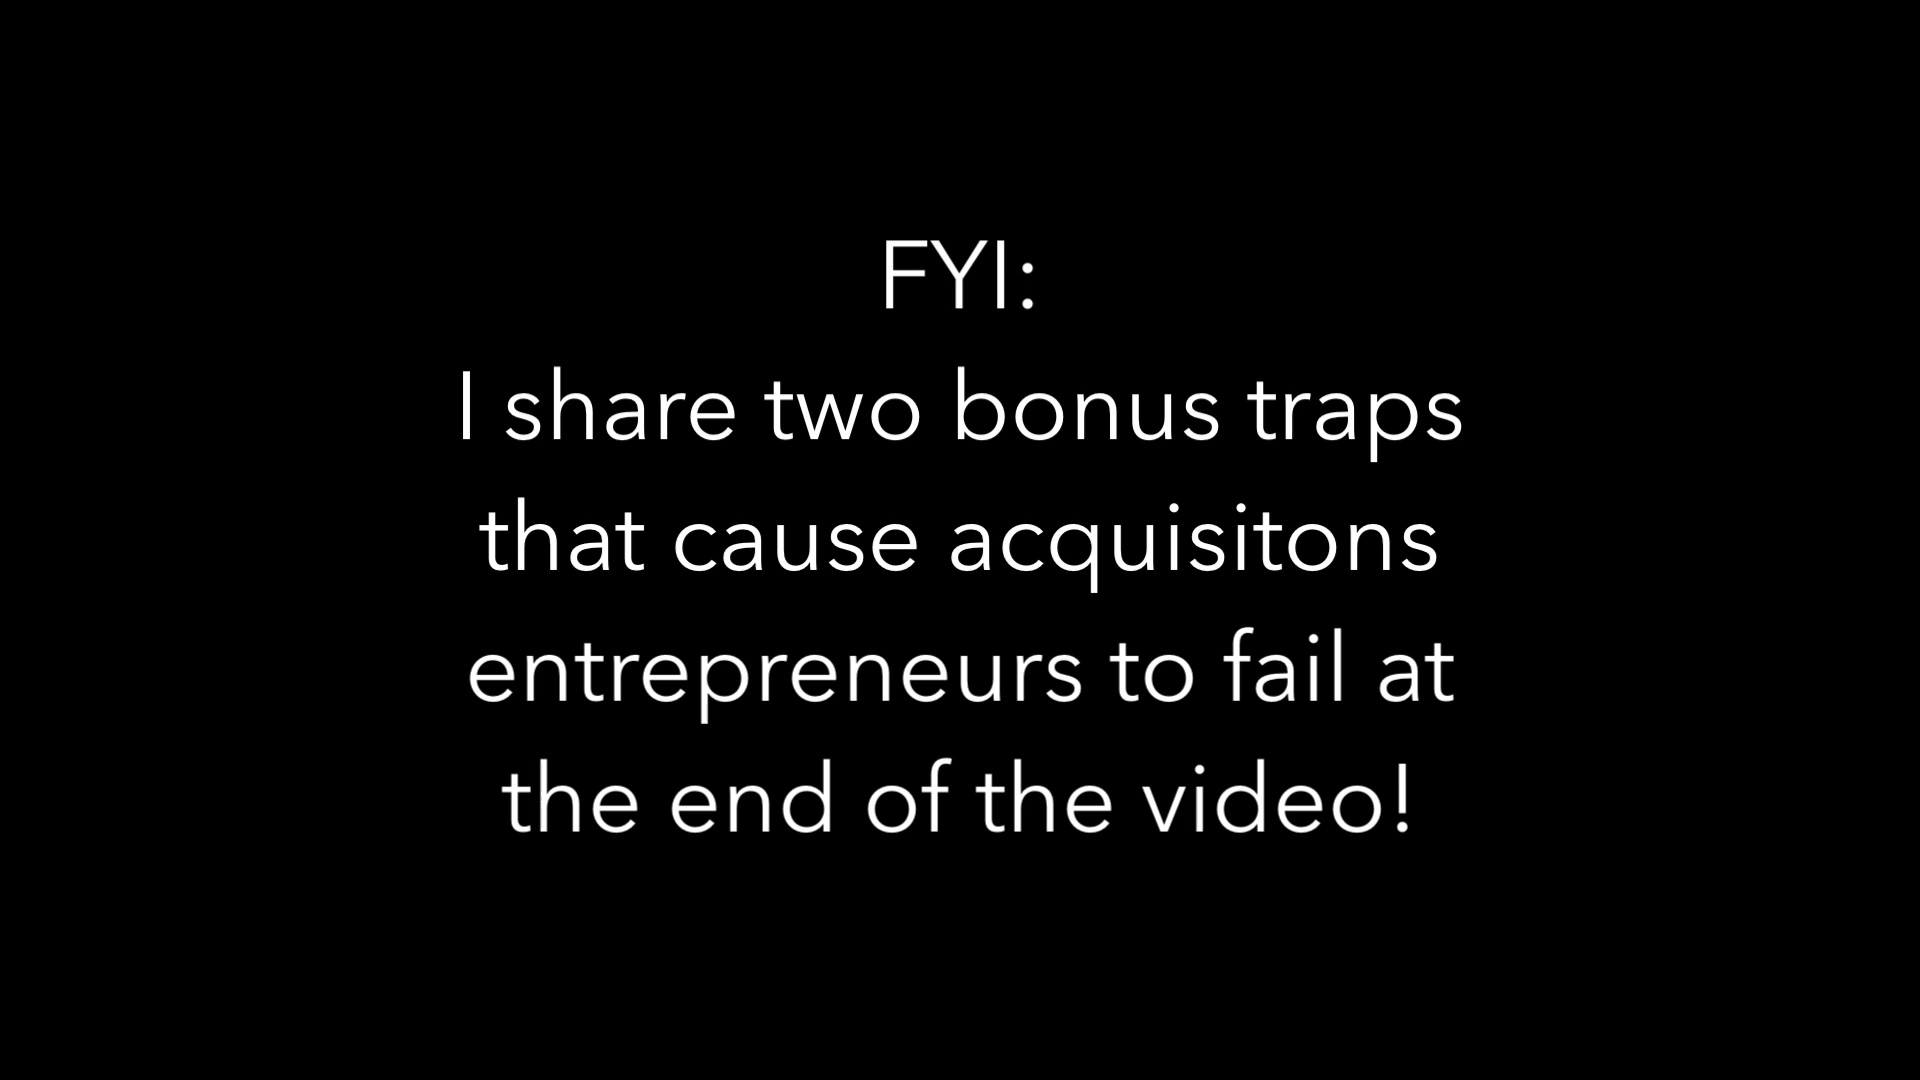 FYI:
I share two bonus traps
that cause acquisitons
entrepreneurs to fail at
the end of the video!